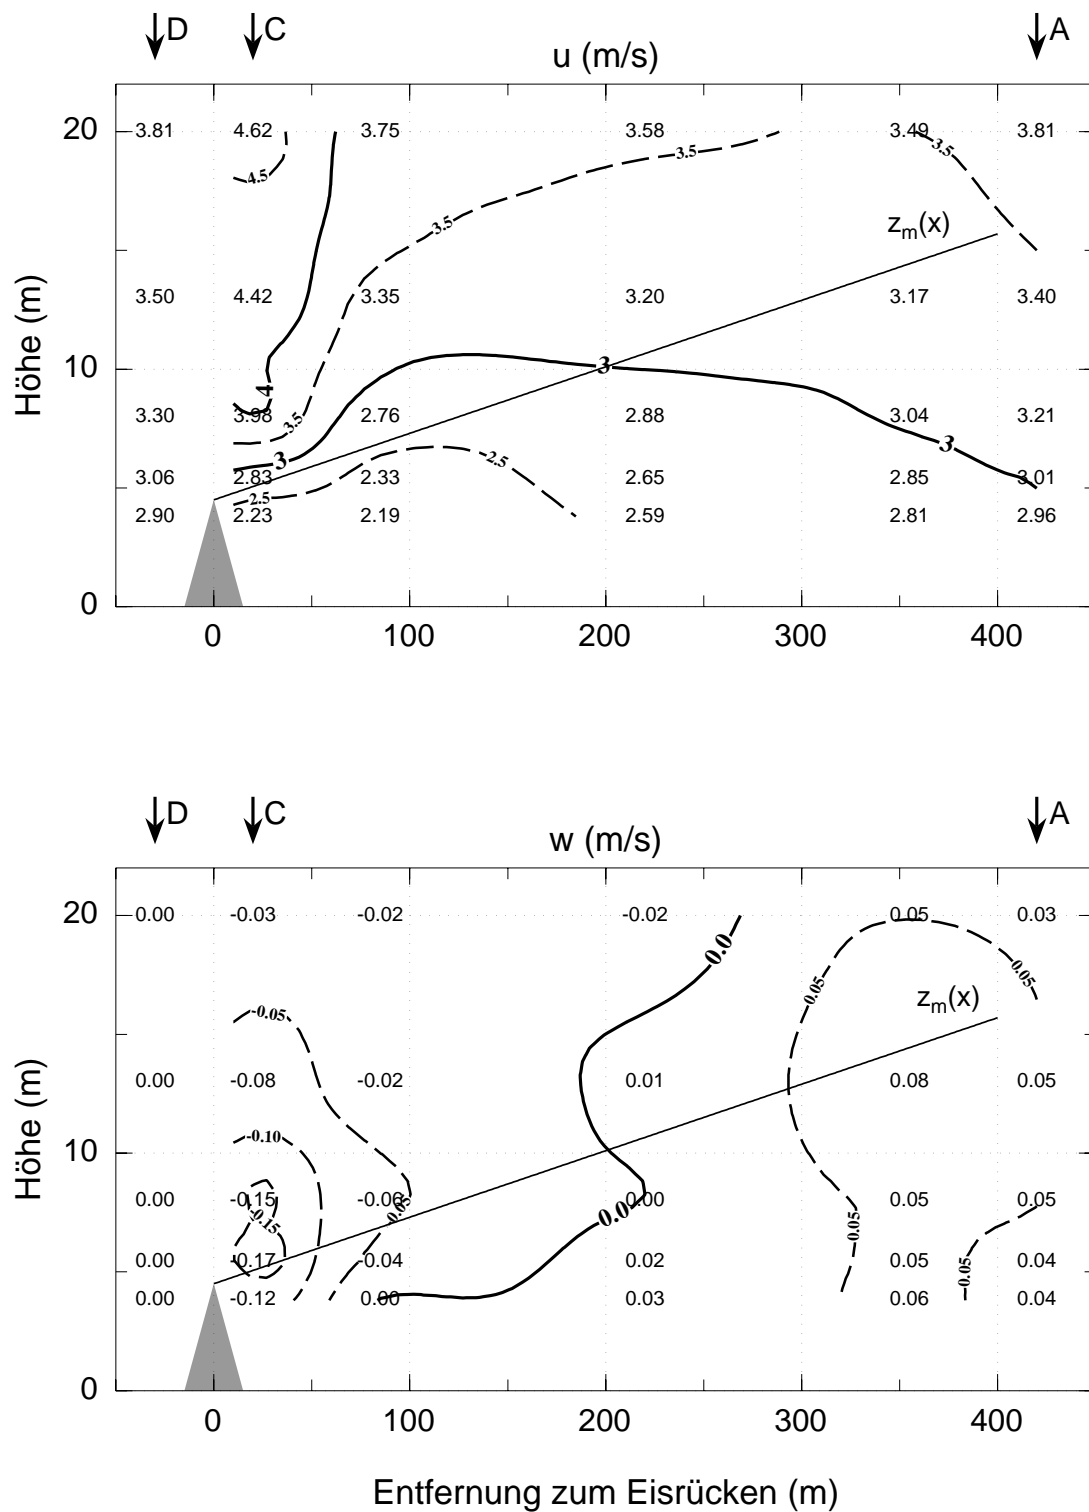 D C A
u (m/s)
20 3.81 4.62 3.75 3.58 3.49 3.81
3.5
3.5
4.5
3.5
z_m(x)
Höhe (m)
3.50 4.42 3.35 3.20 3.17 3.40
10 3
4
3.30 3.98 2.76 2.88 3.04 3.21
3.5
3 2.5 3
3.06 2.83 2.33 2.65 2.85 3.01
2.5
2.90 2.23 2.19 2.59 2.81 2.96
0
0 100 200 300 400
D C A
w (m/s)
20 0.00 -0.03 -0.02 -0.02 0.05 0.03
0.0
0.05
0.05
z_m(x)
-0.05
Höhe (m)
0.00 -0.08 -0.02 0.01 0.08 0.05
-0.10
10
0.00 -0.15 -0.06 0.00 0.05 0.05
-0.15 -0.05 0.0 0.05
0.00 -0.17 -0.04 0.02 0.05 0.04
0.05
0.00 -0.12 0.00 0.03 0.06 0.04
0
0 100 200 300 400
Entfernung zum Eisrücken (m)